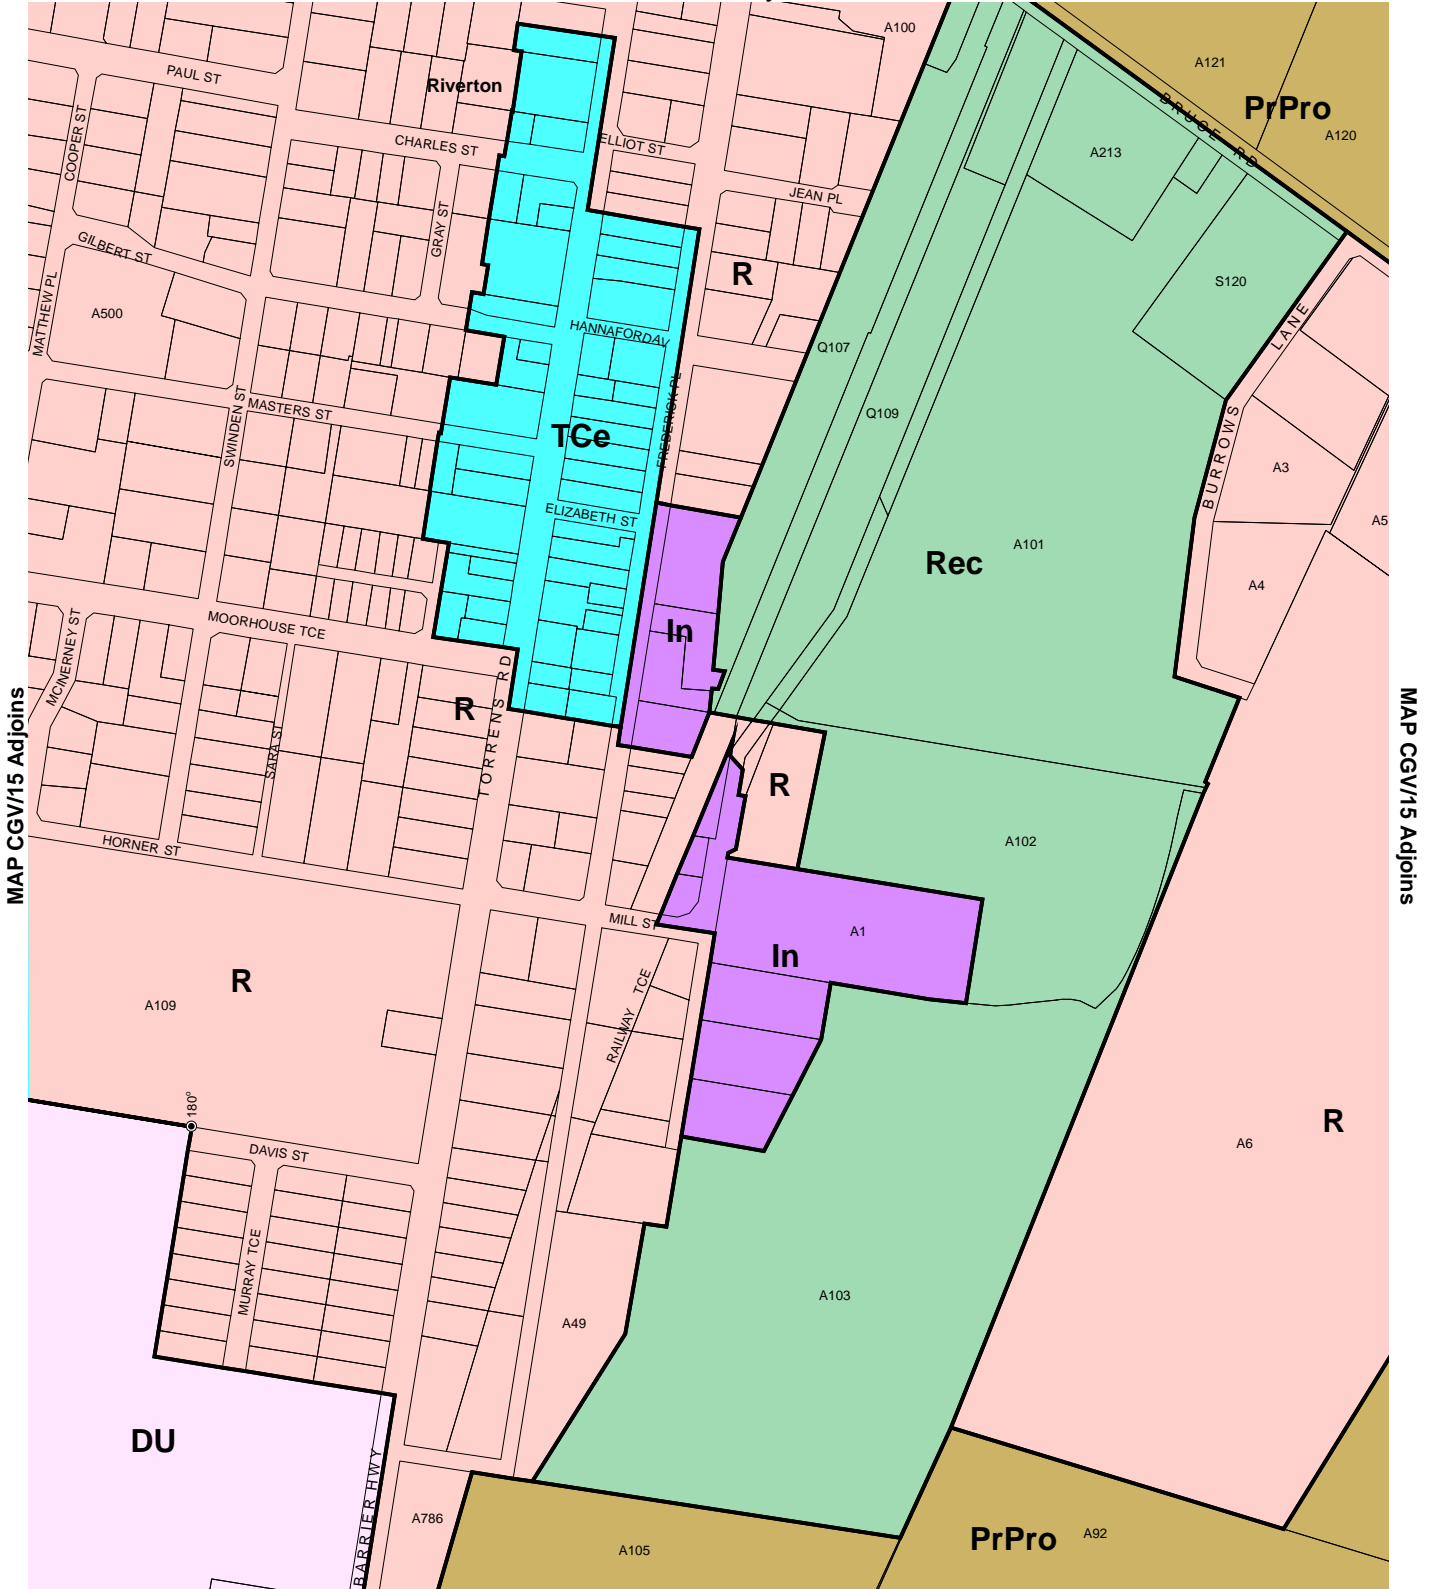 A100
A121
PAUL ST
Riverton
PrPro
BRUCE RD
A120
COOPER ST
CHARLES ST
ELLIOT ST
A213
JEAN PL
GRAY ST
GILBERT ST
R
S120
MATTHEW PL
A500
HANNAFORDAV
LANE
Q107
FREDERICK PL
MASTERS ST
SWINDEN ST
Q109
TCe
BURROWS
A3
ELIZABETH ST
A5
Rec
A101
A4
MOORHOUSE TCE
In
MCINERNEY ST
TORRENS RD
R
MAP CGV/15 Adjoins
MAP CGV/15 Adjoins
SARA ST
R
HORNER ST
A102
MILL ST
A1
In
R
RAILWAY TCE
A109
180°
R
A6
DAVIS ST
MURRAY TCE
A103
A49
DU
BARRIER HWY
A786
PrPro
A92
A105